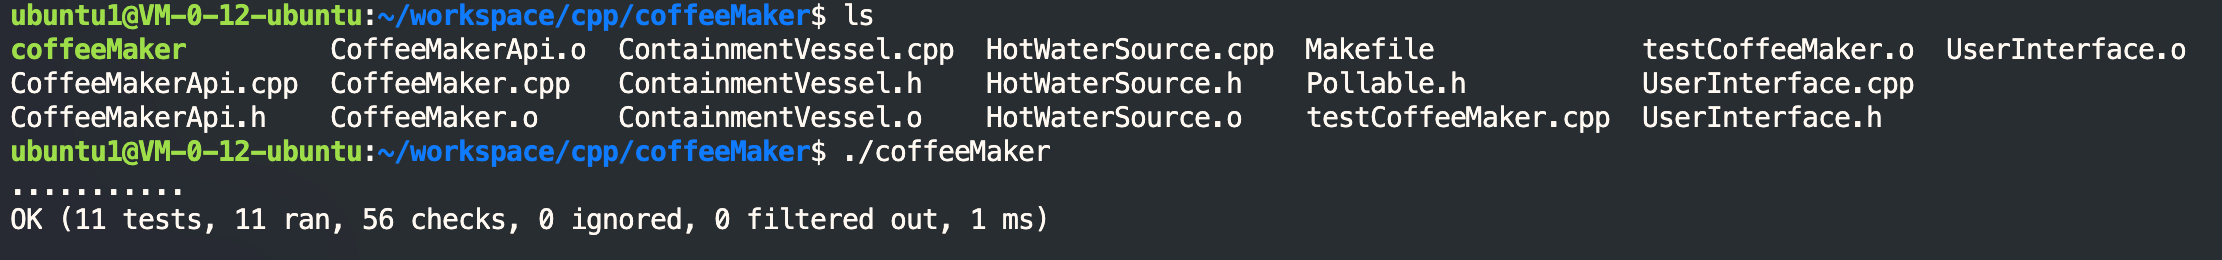 ubuntu1@VM-0-12-ubuntu:~/workspace/cpp/coffeeMaker$ ls
coffeeMaker CoffeeMakerApi.o ContainmentVessel.cpp HotWaterSource.cpp Makefile testCoffeeMaker.o UserInterface.o
CoffeeMakerApi.cpp CoffeeMaker.cpp ContainmentVessel.h HotWaterSource.h Pollable.h UserInterface.cpp
CoffeeMakerApi.h CoffeeMaker.o ContainmentVessel.o HotWaterSource.o testCoffeeMaker.cpp UserInterface.h
ubuntu1@VM-0-12-ubuntu:~/workspace/cpp/coffeeMaker$ ./coffeeMaker
...........
OK (11 tests, 11 ran, 56 checks, 0 ignored, 0 filtered out, 1 ms)